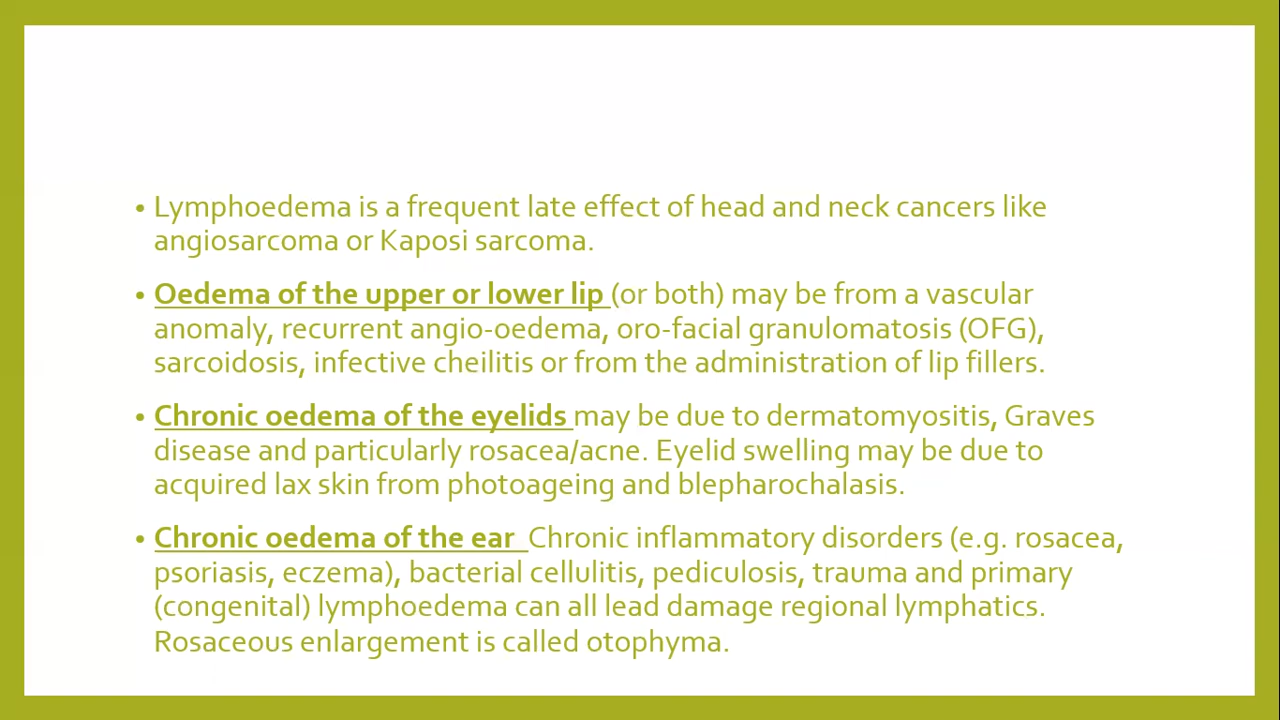 • Lymphoedema is a frequent late effect of head and neck cancers like
angiosarcoma or Kaposi sarcoma.
• Oedema of the upper or lower lip (or both) may be from a vascular
anomaly, recurrent angio-oedema, oro-facial granulomatosis (OFG),
sarcoidosis, infective cheilitis or from the administration of lip fillers.
• Chronic oedema of the eyelids may be due to dermatomyositis, Graves
disease and particularly rosacea/acne. Eyelid swelling may be due to
acquired lax skin from photoageing and blepharochalasis.
• Chronic oedema of the ear Chronic inflammatory disorders (e.g. rosacea,
psoriasis, eczema), bacterial cellulitis, pediculosis, trauma and primary
(congenital) lymphoedema can all lead damage regional lymphatics.
Rosaceous enlargement is called otophyma.